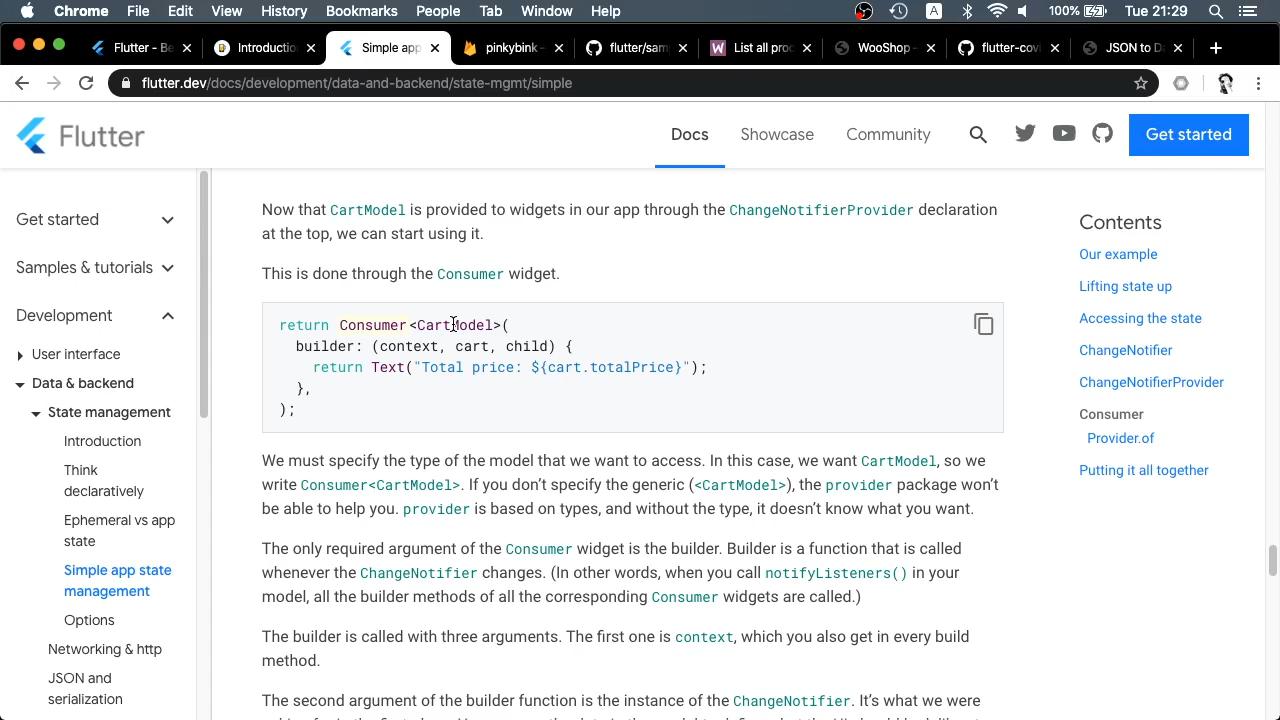 Chrome File Edit View History Bookmarks People Tab Window Help
A 100% Tue 21:29
Flutter - Be
Introductio
Simple app
pinkybink -
flutter/sam
List all proc
WooShop -
flutter-covi
JSON to Da
flutter.dev/docs/development/data-and-backend/state-mgmt/simple
Flutter
Docs Showcase Community Get started
Get started
Samples & tutorials
Development
User interface
Data & backend
State management
Introduction
Think
declaratively
Ephemeral vs app
state
Simple app state
management
Options
Networking & http
JSON and
serialization
Now that CartModel is provided to widgets in our app through the ChangeNotifierProvider declaration
at the top, we can start using it.
This is done through the Consumer widget.
return Consumer<CartModel>(
builder: (context, cart, child) {
return Text("Total price: ${cart.totalPrice}");
},
);
We must specify the type of the model that we want to access. In this case, we want CartModel, so we
write Consumer<CartModel>. If you don’t specify the generic (<CartModel>), the provider package won’t
be able to help you. provider is based on types, and without the type, it doesn’t know what you want.
The only required argument of the Consumer widget is the builder. Builder is a function that is called
whenever the ChangeNotifier changes. (In other words, when you call notifyListeners() in your
model, all the builder methods of all the corresponding Consumer widgets are called.)
The builder is called with three arguments. The first one is context, which you also get in every build
method.
The second argument of the builder function is the instance of the ChangeNotifier. It’s what we were
Contents
Our example
Lifting state up
Accessing the state
ChangeNotifier
ChangeNotifierProvider
Consumer
Provider.of
Putting it all together